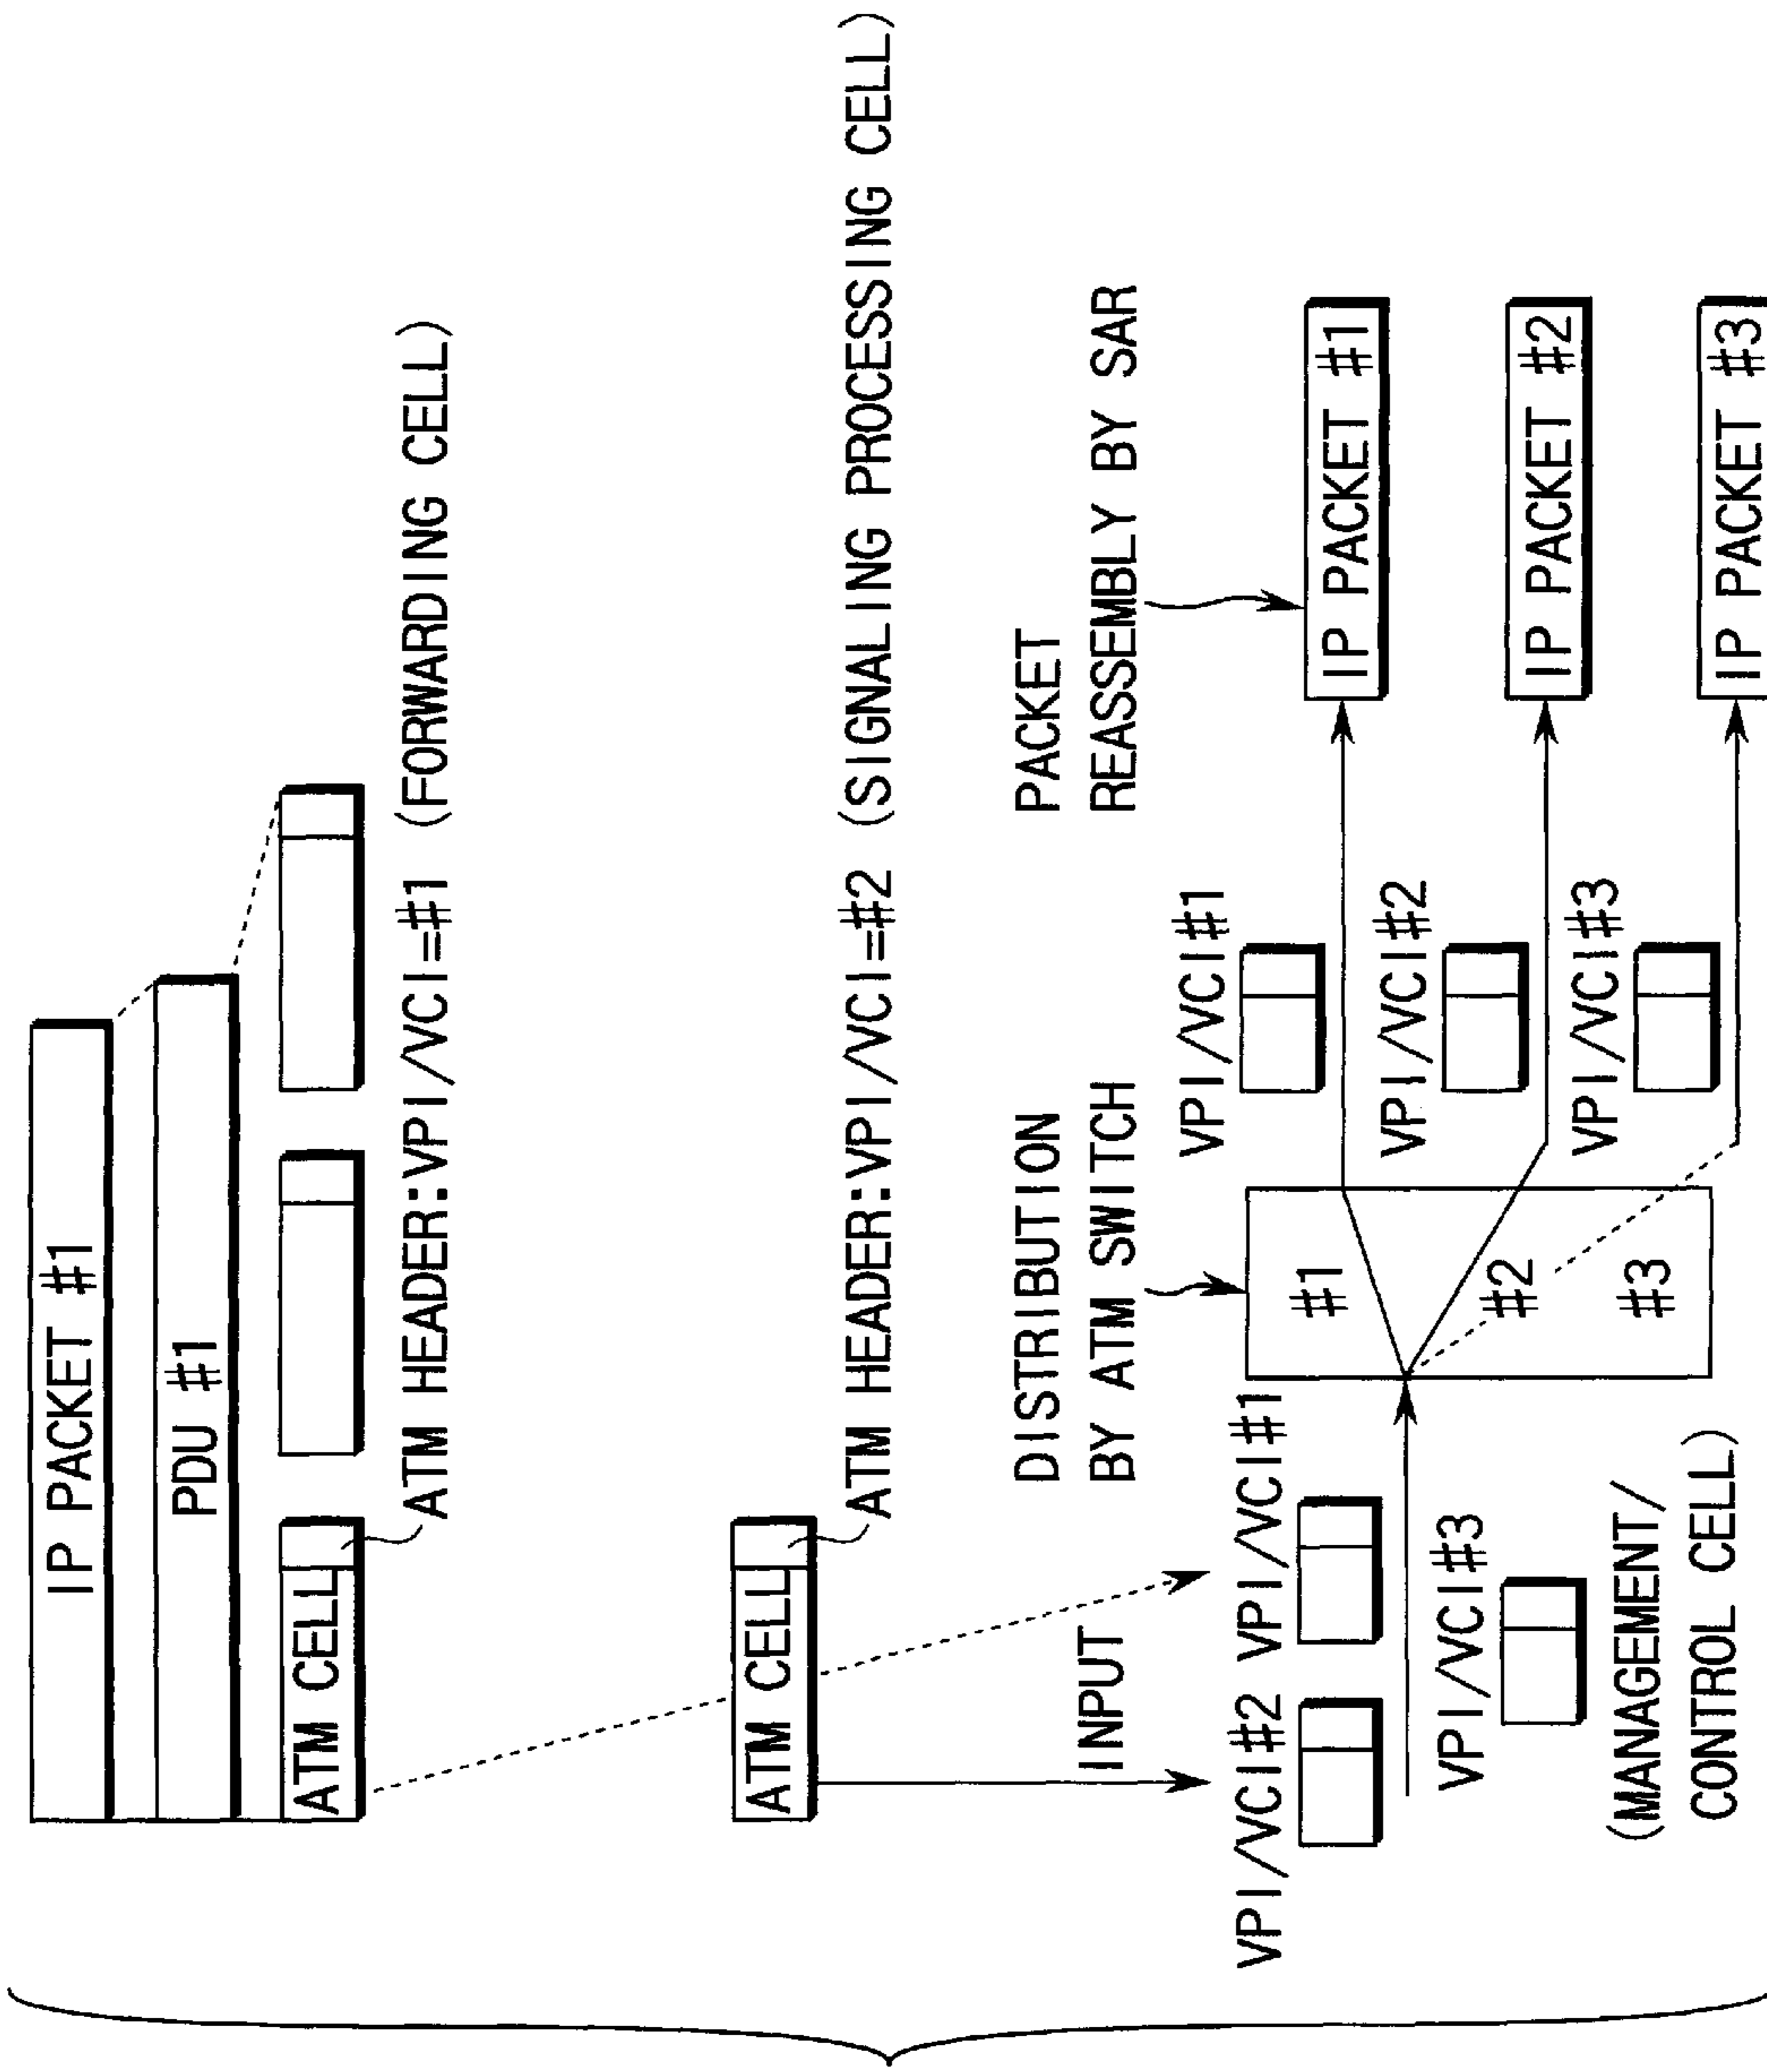 IP PACKET #1
PDU #1
ATM CELL
ATM HEADER:VPI/VCI=#1 (FORWARDING CELL)
ATM CELL
ATM HEADER:VPI/VCI=#2 (SIGNALING PROCESSING CELL)
INPUT
DISTRIBUTION
BY ATM SWITCH
PACKET
REASSEMBLY BY SAR
VPI/VCI#2 VPI/VCI#1
VPI/VCI#3
(MANAGEMENT/
CONTROL CELL)
#1
#2
#3
VPI/VCI#1
VPI/VCI#2
VPI/VCI#3
IP PACKET #1
IP PACKET #2
IP PACKET #3